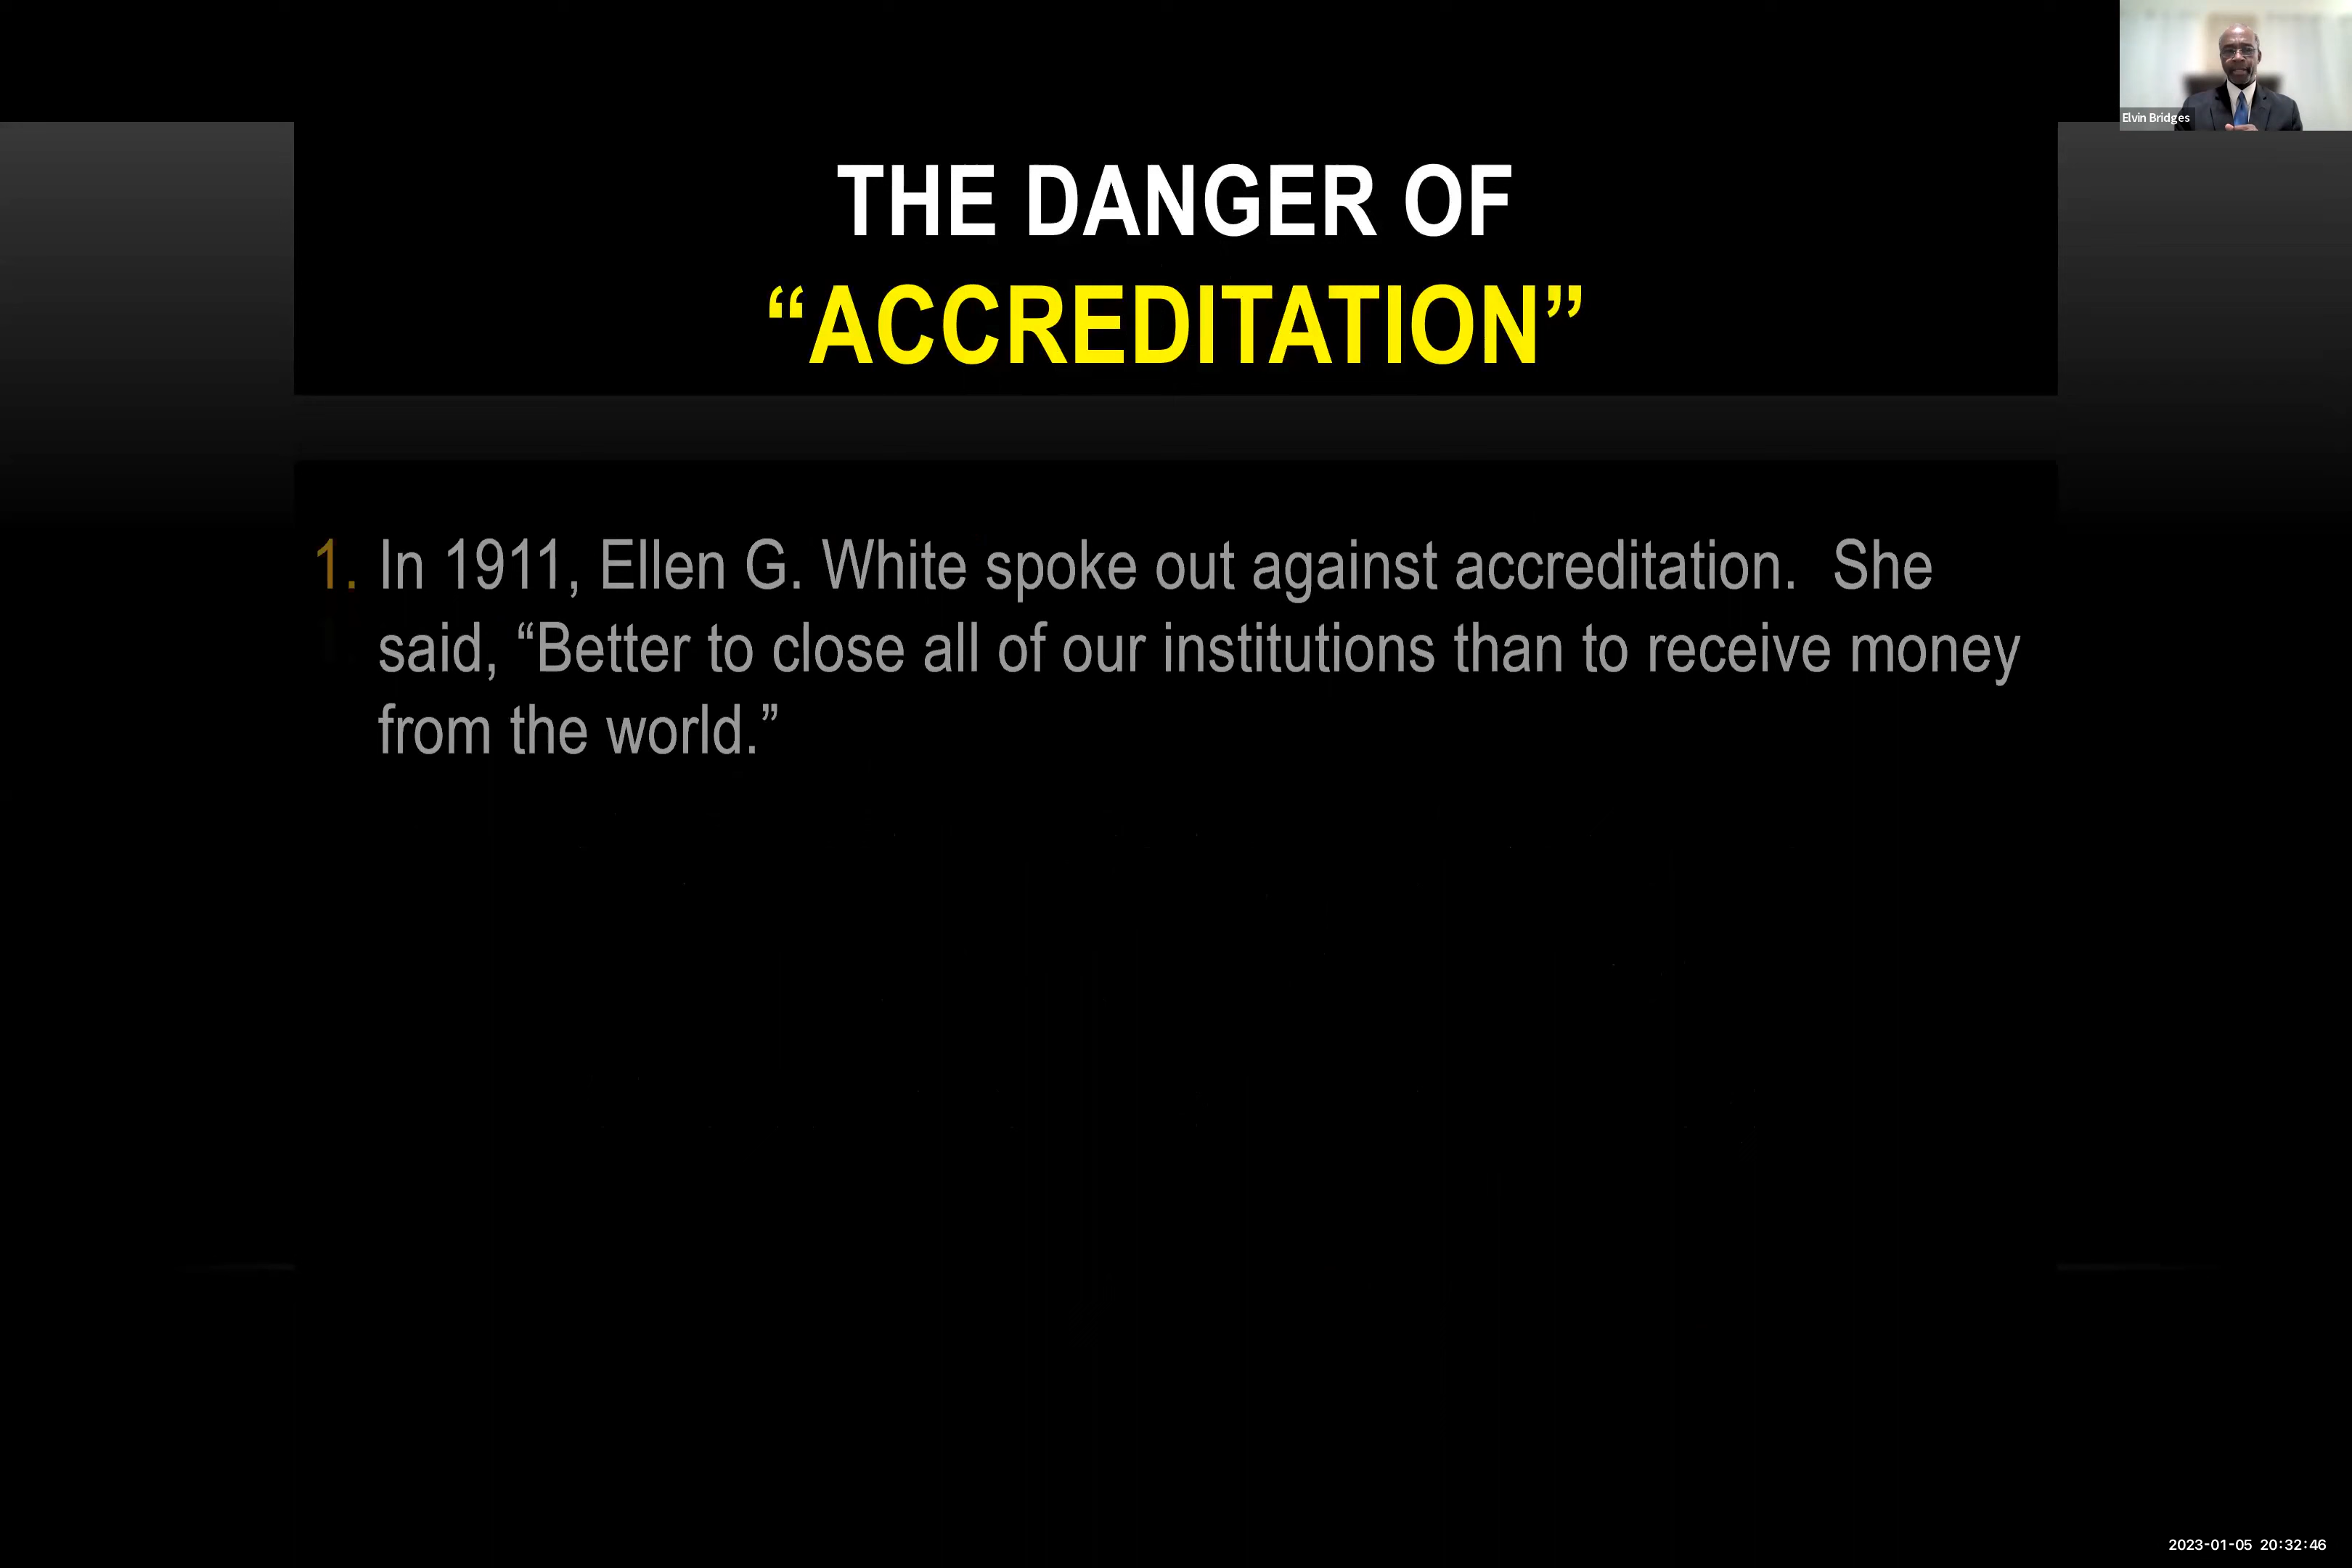 Elvin Bridges
THE DANGER OF
“ACCREDITATION”
1. In 1911, Ellen G. White spoke out against accreditation.  She
said, “Better to close all of our institutions than to receive money
from the world.”
2023-01-05 20:32:46